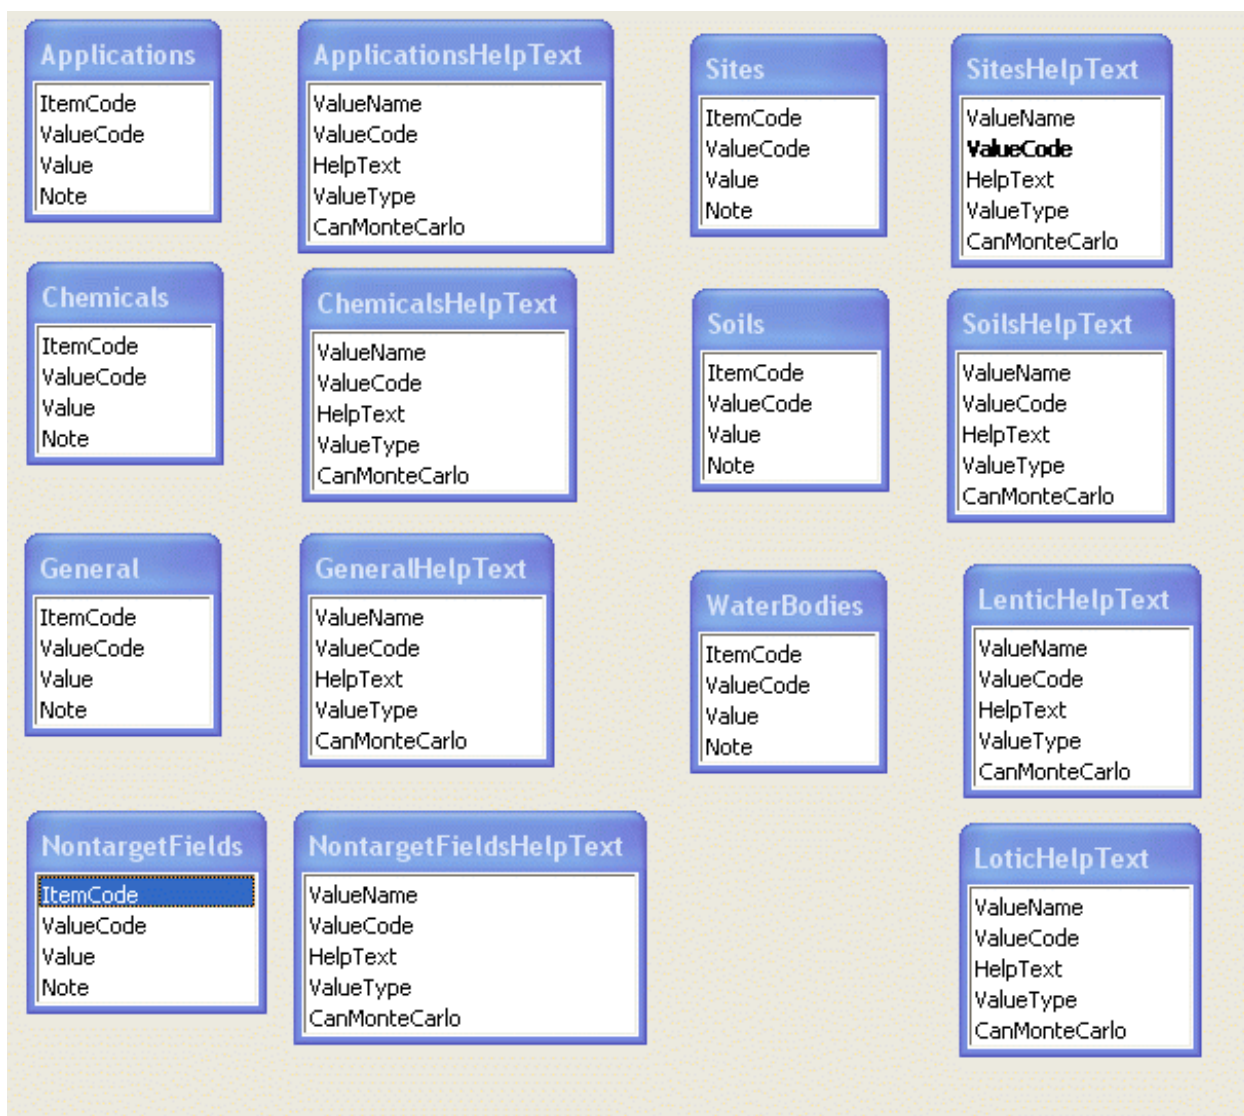 Applications
ItemCode
ValueCode
Value
Note
ApplicationsHelpText
ValueName
ValueCode
HelpText
ValueType
CanMonteCarlo
Sites
ItemCode
ValueCode
Value
Note
SitesHelpText
ValueName
ValueCode
HelpText
ValueType
CanMonteCarlo
Chemicals
ItemCode
ValueCode
Value
Note
ChemicalsHelpText
ValueName
ValueCode
HelpText
ValueType
CanMonteCarlo
Soils
ItemCode
ValueCode
Value
Note
SoilsHelpText
ValueName
ValueCode
HelpText
ValueType
CanMonteCarlo
General
ItemCode
ValueCode
Value
Note
GeneralHelpText
ValueName
ValueCode
HelpText
ValueType
CanMonteCarlo
WaterBodies
ItemCode
ValueCode
Value
Note
LenticHelpText
ValueName
ValueCode
HelpText
ValueType
CanMonteCarlo
NontargetFields
ItemCode
ValueCode
Value
Note
NontargetFieldsHelpText
ValueName
ValueCode
HelpText
ValueType
CanMonteCarlo
LoticHelpText
ValueName
ValueCode
HelpText
ValueType
CanMonteCarlo